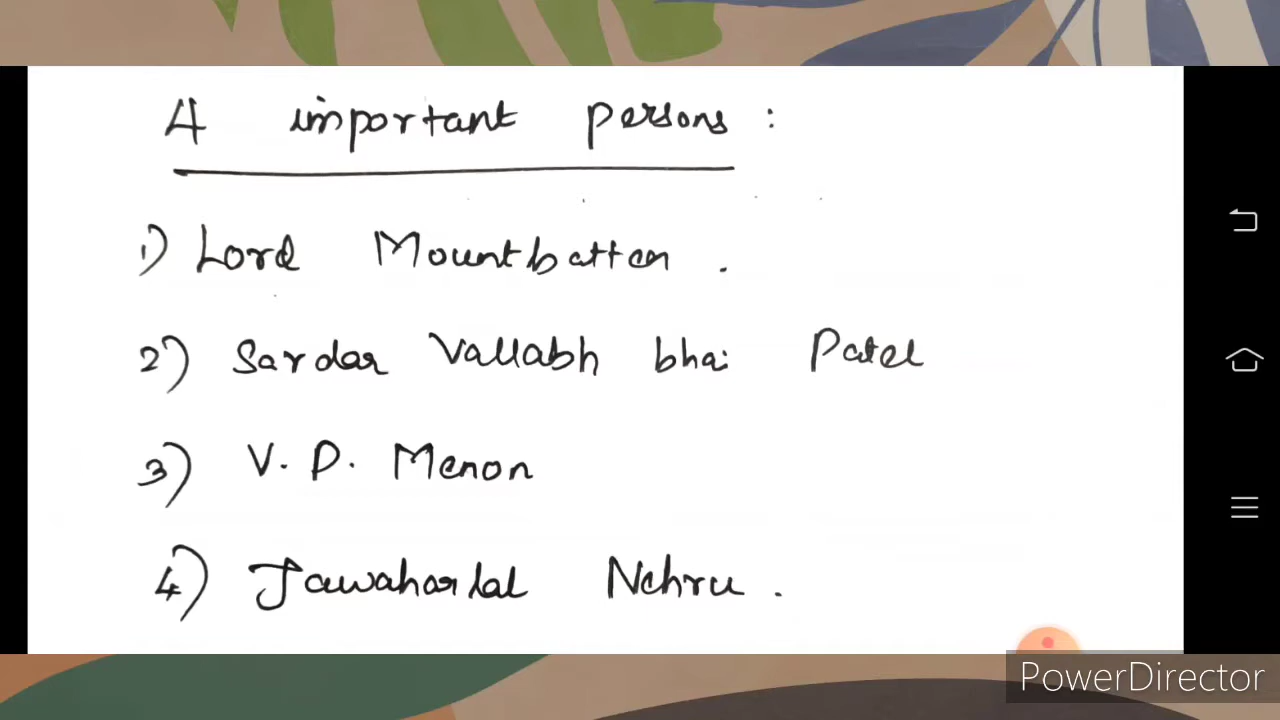 4 important persons :
1) Lord Mountbatten .
2) Sardar Vallabh bhai Patel
3) V. P. Menon
4) Jawaharlal Nehru .
PowerDirector